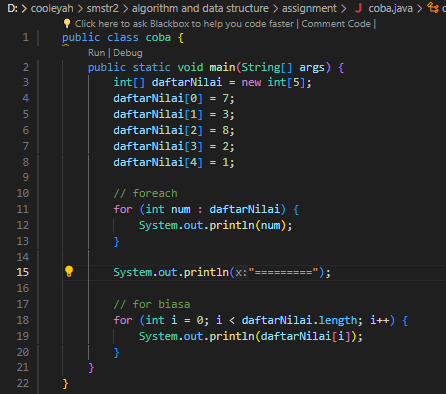 D: > cooleyah > smstr2 > algorithm and data structure > assignment > J coba.java >
Click here to ask Blackbox to help you code faster | Comment Code |
1 public class coba {
Run | Debug
2 public static void main(String[] args) {
3 int[] daftarNilai = new int[5];
4 daftarNilai[0] = 7;
5 daftarNilai[1] = 3;
6 daftarNilai[2] = 8;
7 daftarNilai[3] = 2;
8 daftarNilai[4] = 1;
9
10 // foreach
11 for (int num : daftarNilai) {
12 System.out.println(num);
13 }
14
15 System.out.println(x:"=========");
16
17 // for biasa
18 for (int i = 0; i < daftarNilai.length; i++) {
19 System.out.println(daftarNilai[i]);
20 }
21 }
22 }